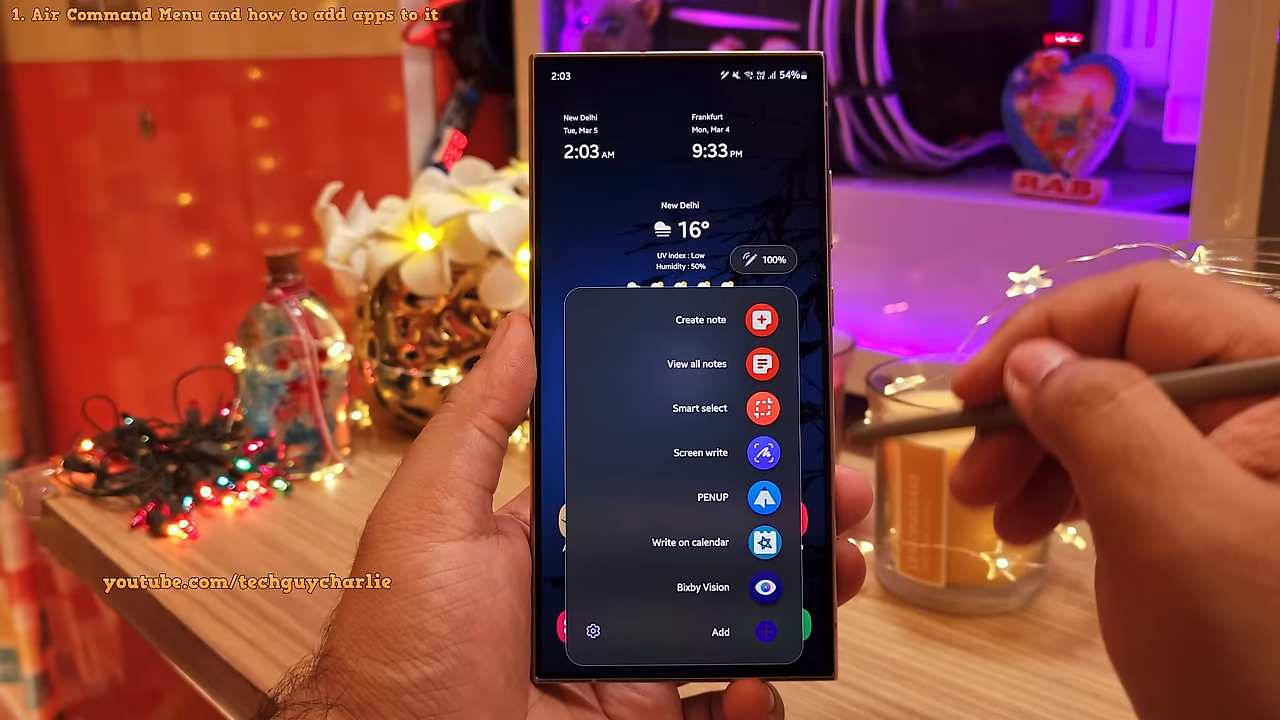 1. Air Command Menu and how to add apps to it
2:03
54%
New Delhi
Tue, Mar 5
2:03 AM
Frankfurt
Mon, Mar 4
9:33 PM
New Delhi
16°
UV index : Low
Humidity : 50%
100%
Create note
View all notes
Smart select
Screen write
PENUP
Write on calendar
Bixby Vision
Add
RAB
youtube.com/techguycharlie